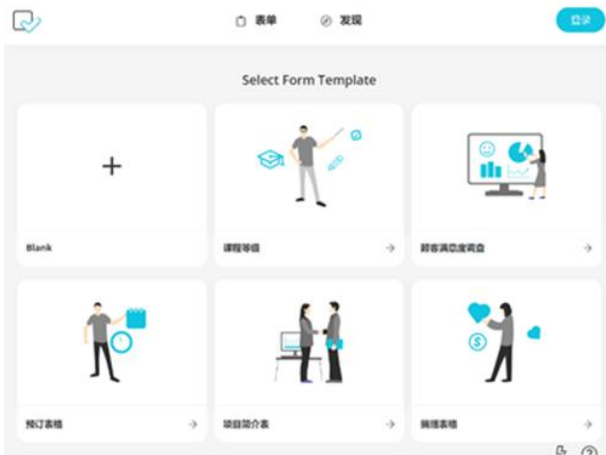 表单
发现
登录
Select Form Template
Blank
课程等级
顾客满意度调查
预订表格
项目简介表
捐赠表格